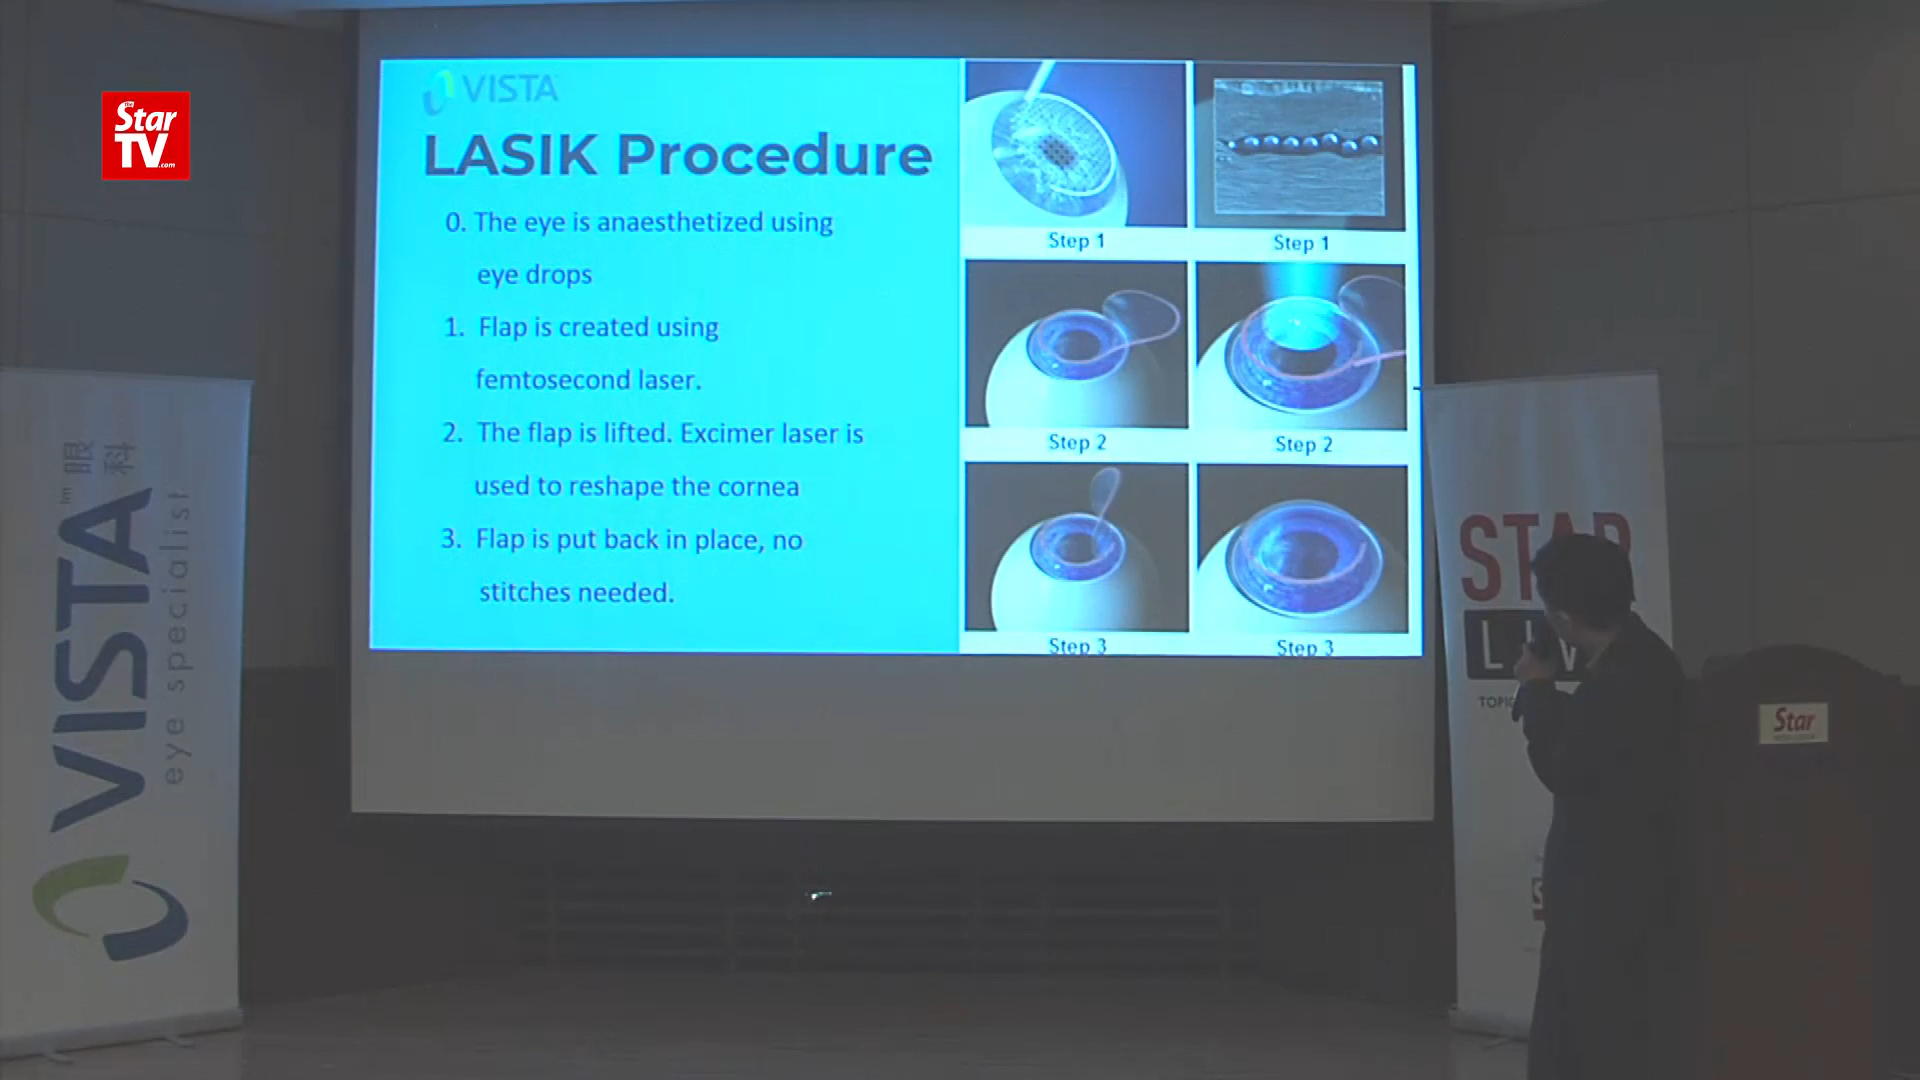 The
Star
TV.com
VISTA
LASIK Procedure
0. The eye is anaesthetized using
eye drops
1. Flap is created using
femtosecond laser.
2. The flap is lifted. Excimer laser is
used to reshape the cornea
3. Flap is put back in place, no
stitches needed.
Step 1
Step 1
Step 2
Step 2
Step 3
Step 3
VISTA™ 眼科
eye specialist
STAR
Star